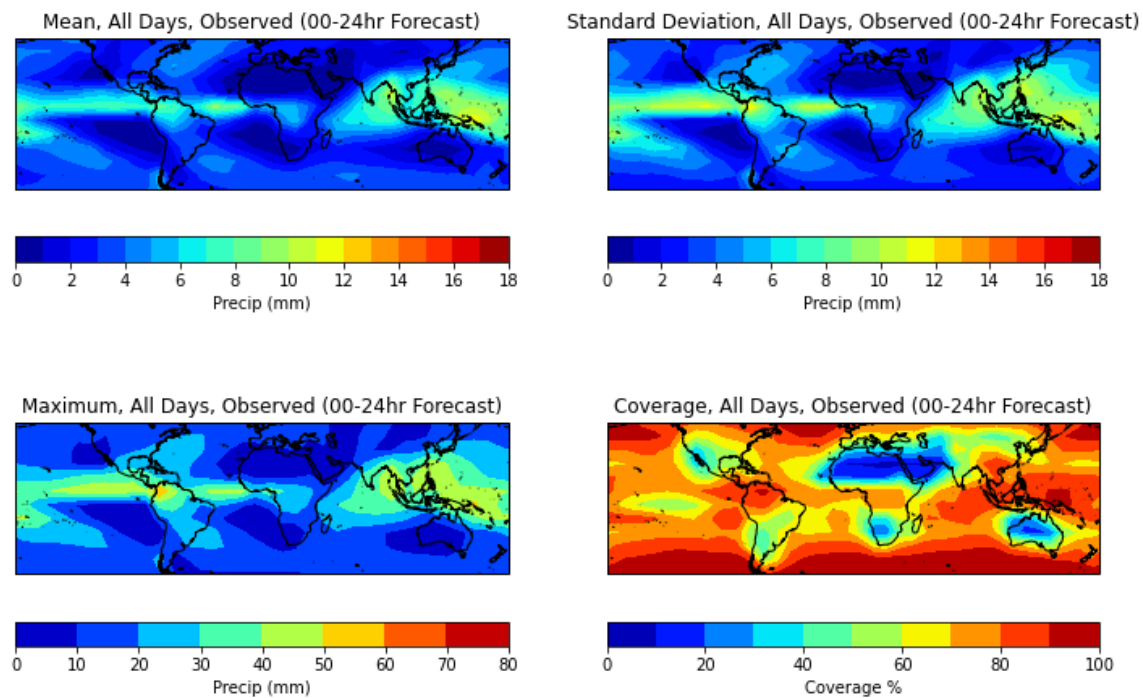 Mean, All Days, Observed (00-24hr Forecast)
Standard Deviation, All Days, Observed (00-24hr Forecast)
0 2 4 6 8 10 12 14 16 18
Precip (mm)
0 2 4 6 8 10 12 14 16 18
Precip (mm)
Maximum, All Days, Observed (00-24hr Forecast)
Coverage, All Days, Observed (00-24hr Forecast)
0 10 20 30 40 50 60 70 80
Precip (mm)
0 20 40 60 80 100
Coverage %